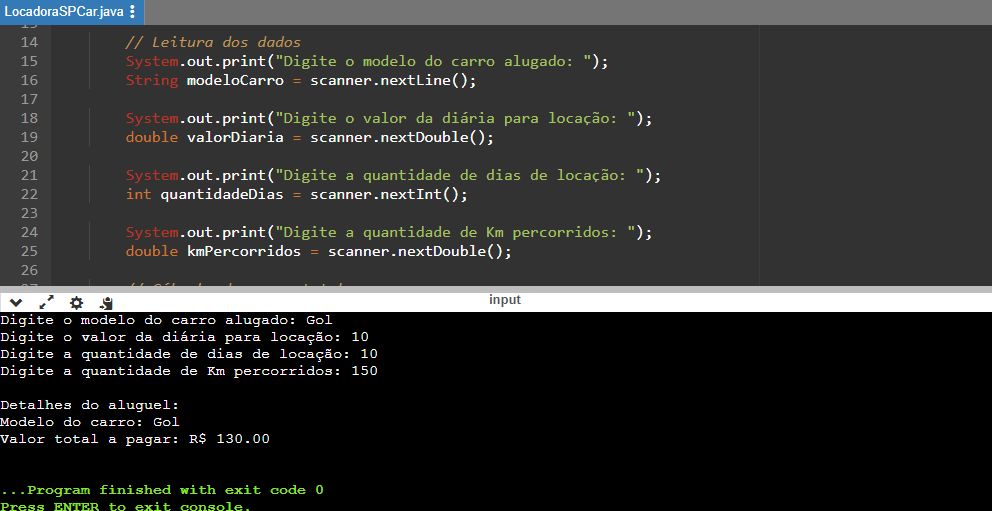 LocadoraSPCar.java
13
14 // Leitura dos dados
15 System.out.print("Digite o modelo do carro alugado: ");
16 String modeloCarro = scanner.nextLine();
17
18 System.out.print("Digite o valor da diária para locação: ");
19 double valorDiaria = scanner.nextDouble();
20
21 System.out.print("Digite a quantidade de dias de locação: ");
22 int quantidadeDias = scanner.nextInt();
23
24 System.out.print("Digite a quantidade de Km percorridos: ");
25 double kmPercorridos = scanner.nextDouble();
26
input
Digite o modelo do carro alugado: Gol
Digite o valor da diária para locação: 10
Digite a quantidade de dias de locação: 10
Digite a quantidade de Km percorridos: 150
Detalhes do aluguel:
Modelo do carro: Gol
Valor total a pagar: R$ 130.00
...Program finished with exit code 0
Press ENTER to exit console.